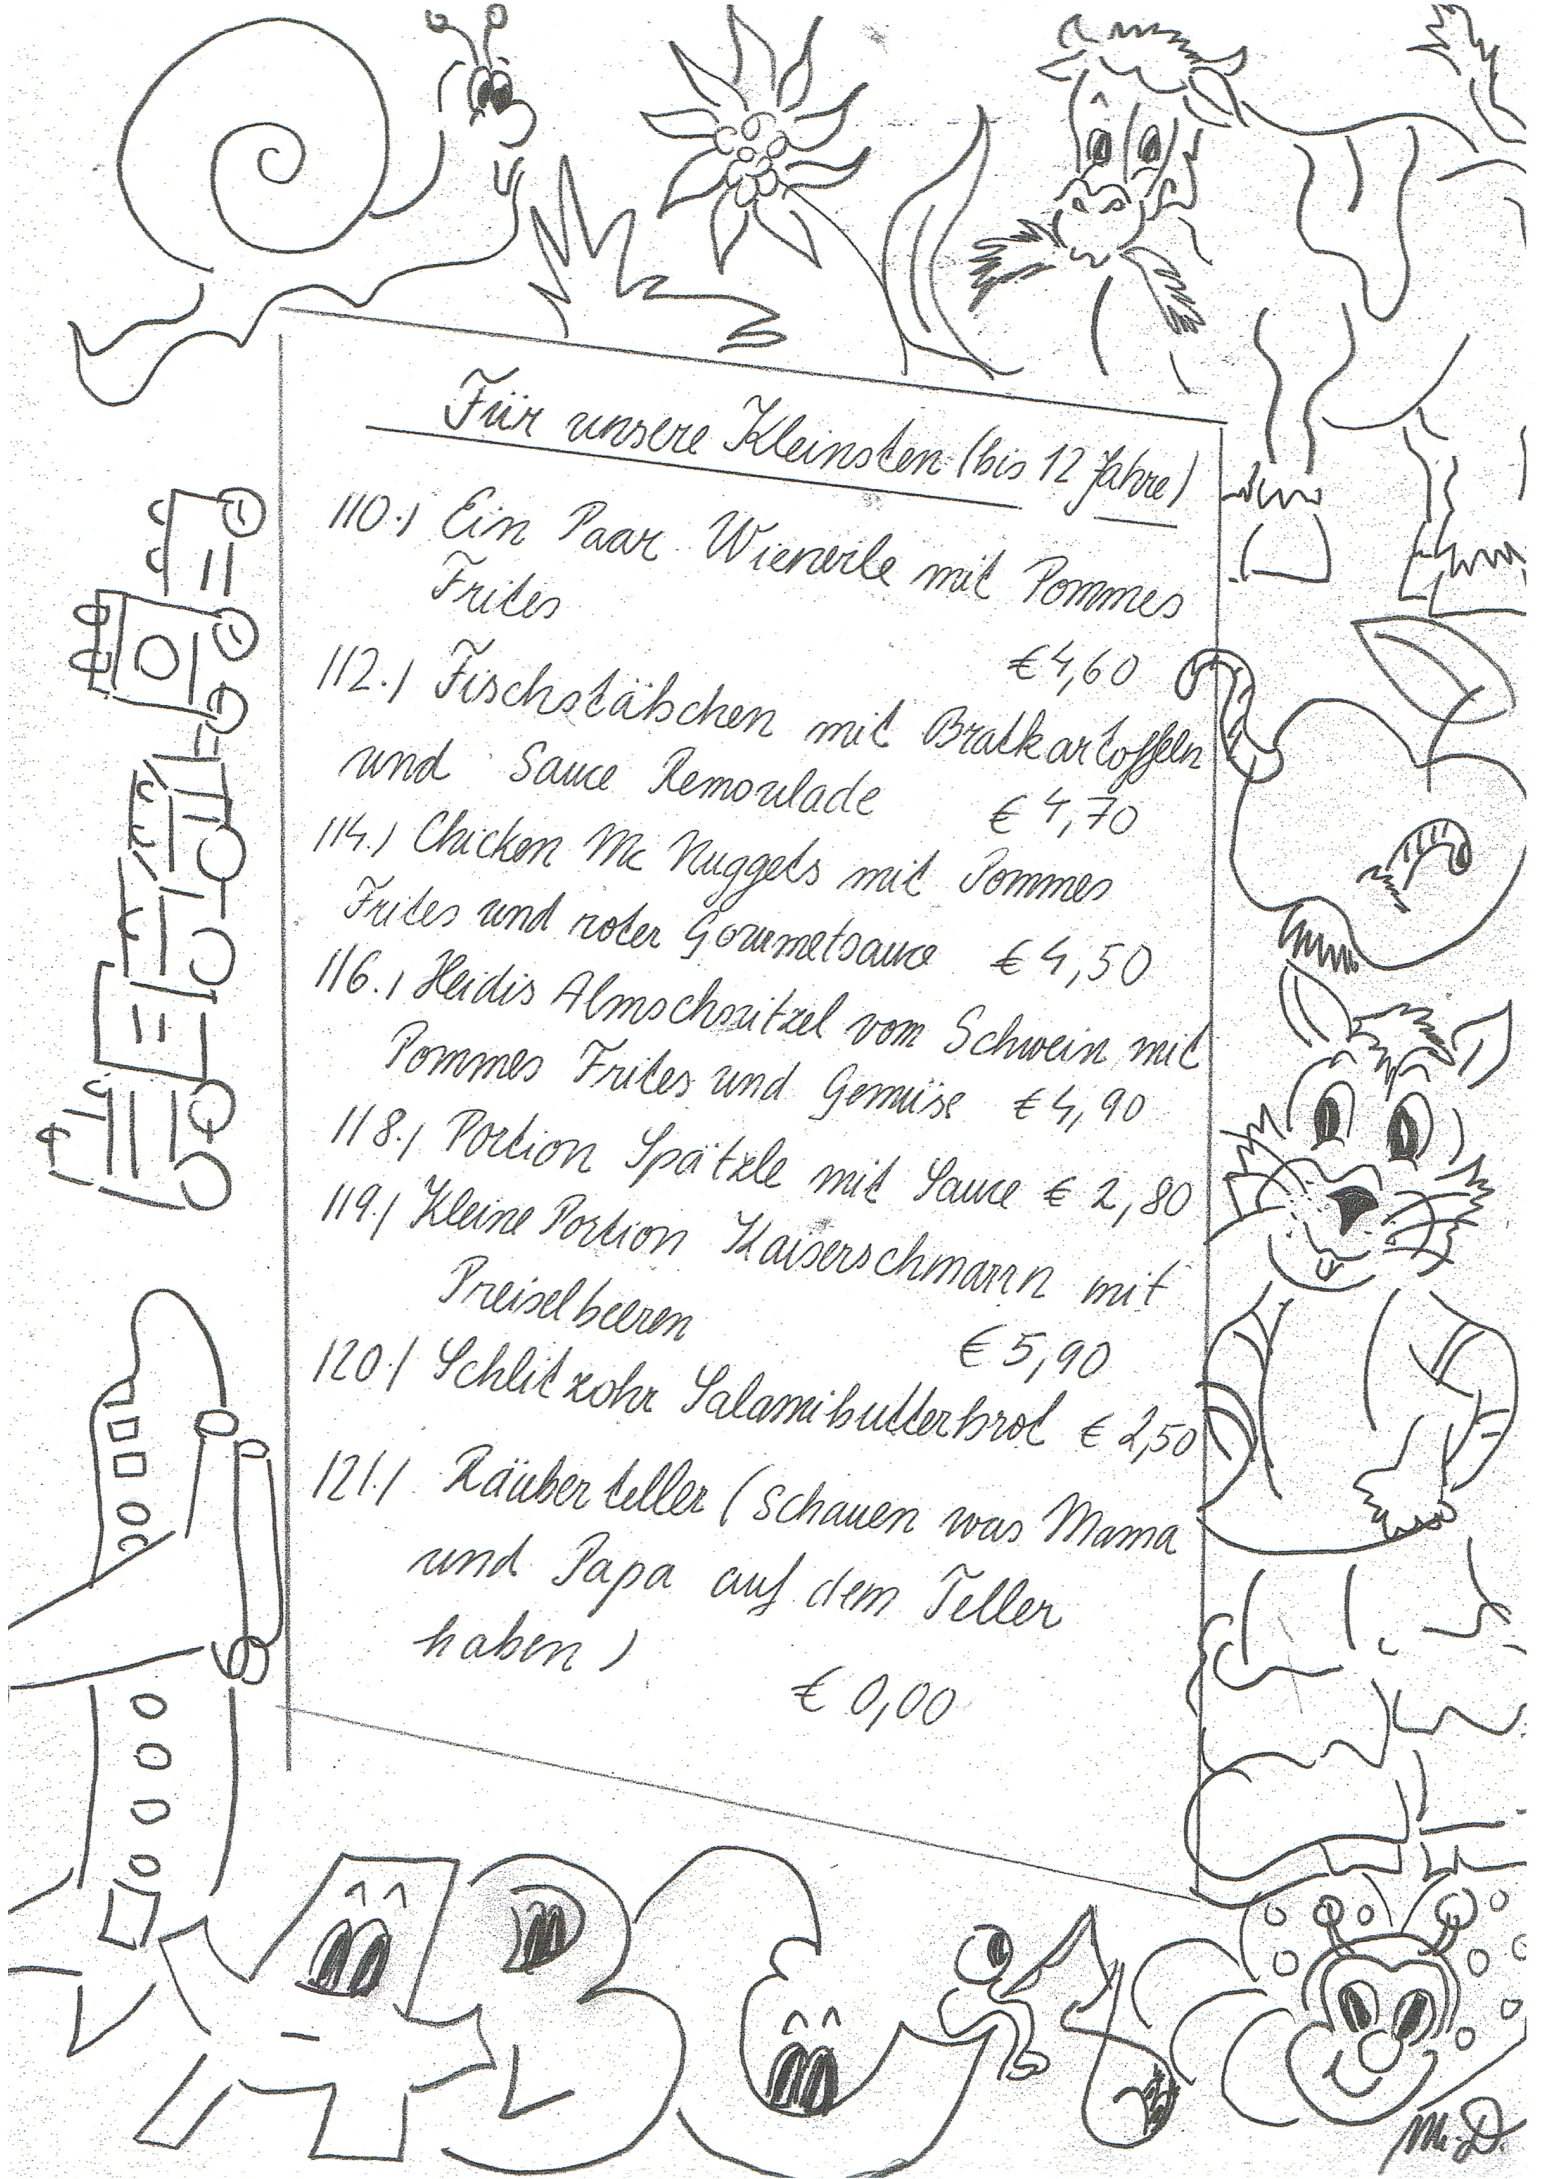 Für unsere Kleinsten (bis 12 Jahre)
110.) Ein Paar Wienerle mit Pommes
Frites
€ 4,60
112.) Fischstäbchen mit Bratkartoffeln
und Sauce Remoulade € 4,70
114.) Chicken Mc Nuggets mit Pommes
Frites und roter Gourmetsauce € 4,50
116.) Heidis Almschnitzel vom Schwein mit
Pommes Frites und Gemüse € 4,90
118.) Portion Spätzle mit Sauce € 2,80
119.) Kleine Portion Kaiserschmarrn mit
Preiselbeeren
€ 5,90
120.) Schlitzohr Salamibutterbrot € 2,50
121.) Räuberteller (schauen was Mama
und Papa auf dem Teller
haben)
€ 0,00
ABC
M.D.